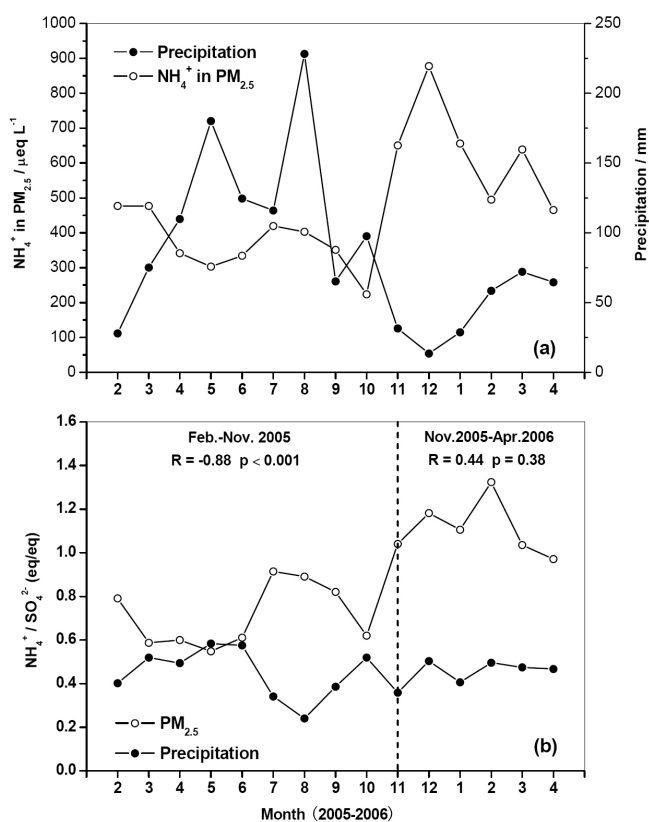 Precipitation
NH4+ in PM2.5
NH4+ in PM2.5 / μeq L-1
1000
900
800
700
600
500
400
300
200
100
0
250
200
150
100
50
0
Precipitation / mm
(a)
2 3 4 5 6 7 8 9 10 11 12 1 2 3 4
Feb.-Nov. 2005
R = -0.88 p < 0.001
Nov.2005-Apr.2006
R = 0.44 p = 0.38
NH4+ / SO42- (eq/eq)
1.6
1.4
1.2
1.0
0.8
0.6
0.4
0.2
0.0
PM2.5
Precipitation
(b)
2 3 4 5 6 7 8 9 10 11 12 1 2 3 4
Month (2005-2006)